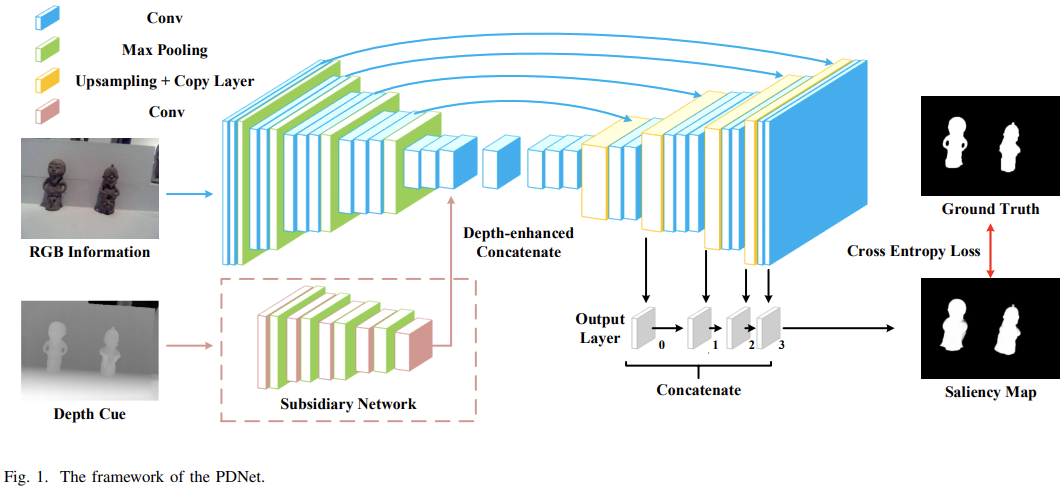 Conv
Max Pooling
Upsampling + Copy Layer
Conv
RGB Information
Depth-enhanced
Concatenate
Ground Truth
Cross Entropy Loss
Output
Layer
0
1
2
3
Concatenate
Subsidiary Network
Depth Cue
Saliency Map
Fig. 1. The framework of the PDNet.